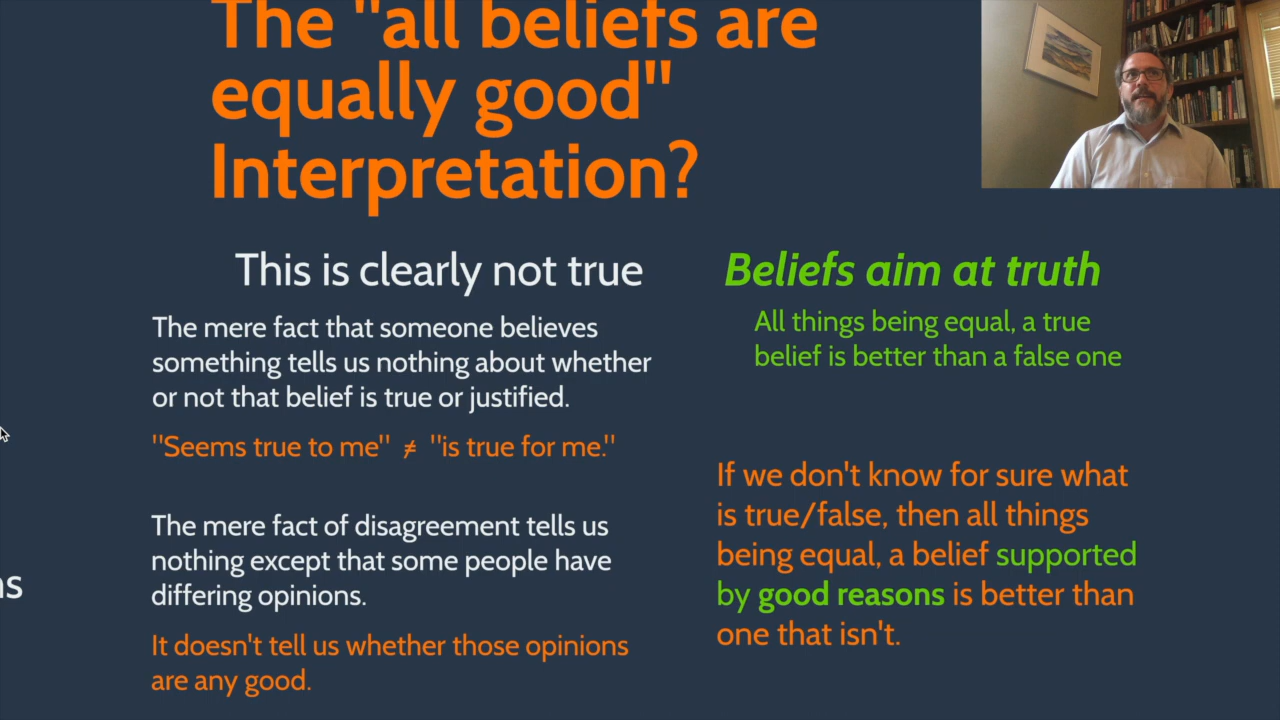 The "all beliefs are
equally good"
Interpretation?
This is clearly not true
The mere fact that someone believes
something tells us nothing about whether
or not that belief is true or justified.
"Seems true to me" ≠ "is true for me."
The mere fact of disagreement tells us
nothing except that some people have
differing opinions.
It doesn't tell us whether those opinions
are any good.
Beliefs aim at truth
All things being equal, a true
belief is better than a false one
If we don't know for sure what
is true/false, then all things
being equal, a belief supported
by good reasons is better than
one that isn't.